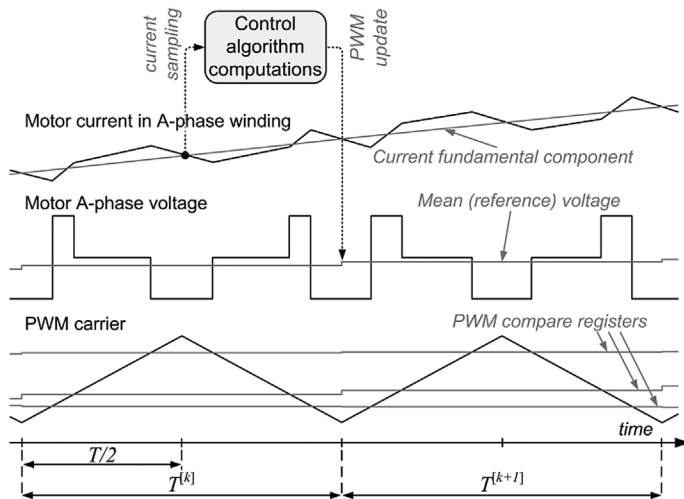 current
sampling
Control
algorithm
computations
PWM
update
Motor current in A-phase winding
Current fundamental component
Motor A-phase voltage
Mean (reference) voltage
PWM carrier
PWM compare registers
time
T/2
T[k]
T[k+1]